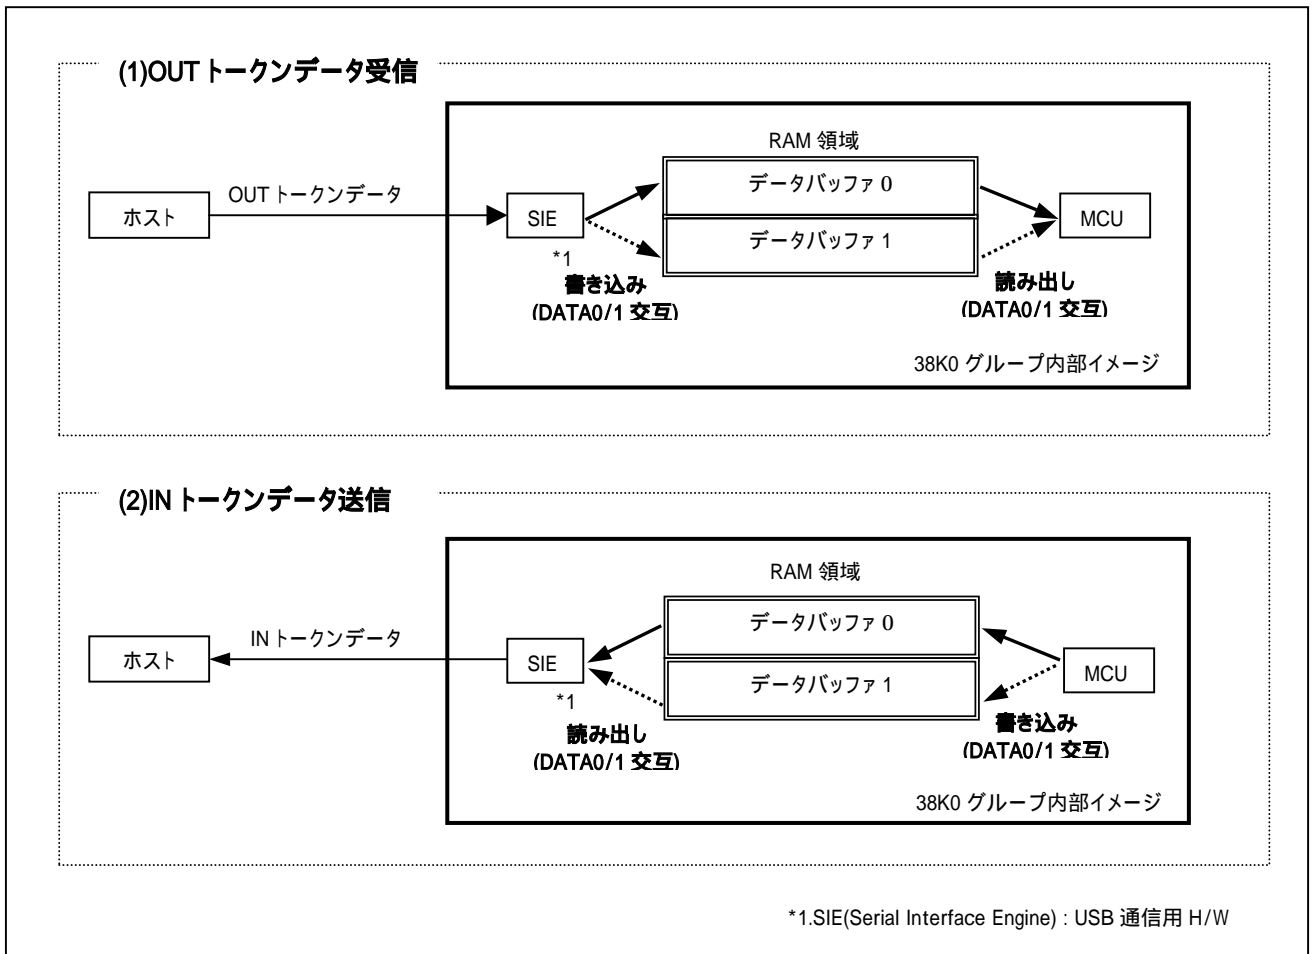 (1)OUT トークンデータ受信
RAM 領域
データバッファ 0
OUT トークンデータ
ホスト
SIE
MCU
データバッファ 1
*1
書き込み
(DATA0/1 交互)
読み出し
(DATA0/1 交互)
38K0 グループ内部イメージ
(2)IN トークンデータ送信
RAM 領域
データバッファ 0
IN トークンデータ
ホスト
SIE
MCU
データバッファ 1
*1
読み出し
(DATA0/1 交互)
書き込み
(DATA0/1 交互)
38K0 グループ内部イメージ
*1.SIE(Serial Interface Engine) : USB 通信用 H/W